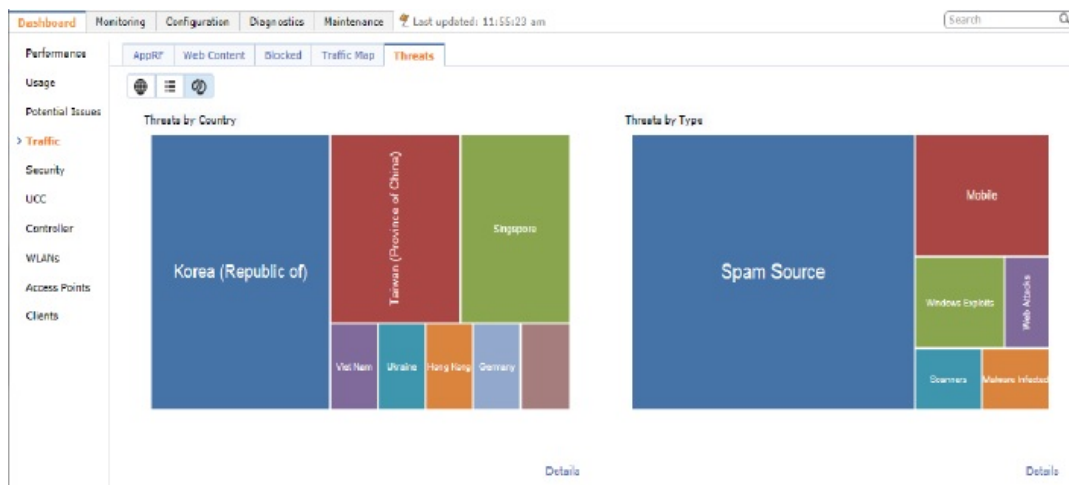 Dashboard Monitoring Configuration Diagnostics Maintenance Last updated: 11:55:23 am Search
Performance
Usage
Potential Issues
Traffic
Security
UCC
Controller
WLANs
Access Points
Clients
AppRF Web Content Blocked Traffic Map Threats
Threats by Country
Korea (Republic of)
Taiwan (Province of China)
Singapore
Viet Nam
Ukraine
Hong Kong
Germany
Details
Threats by Type
Spam Source
Mobile
Windows Exploits
Web Attacks
Scanners
Malware Infected
Details